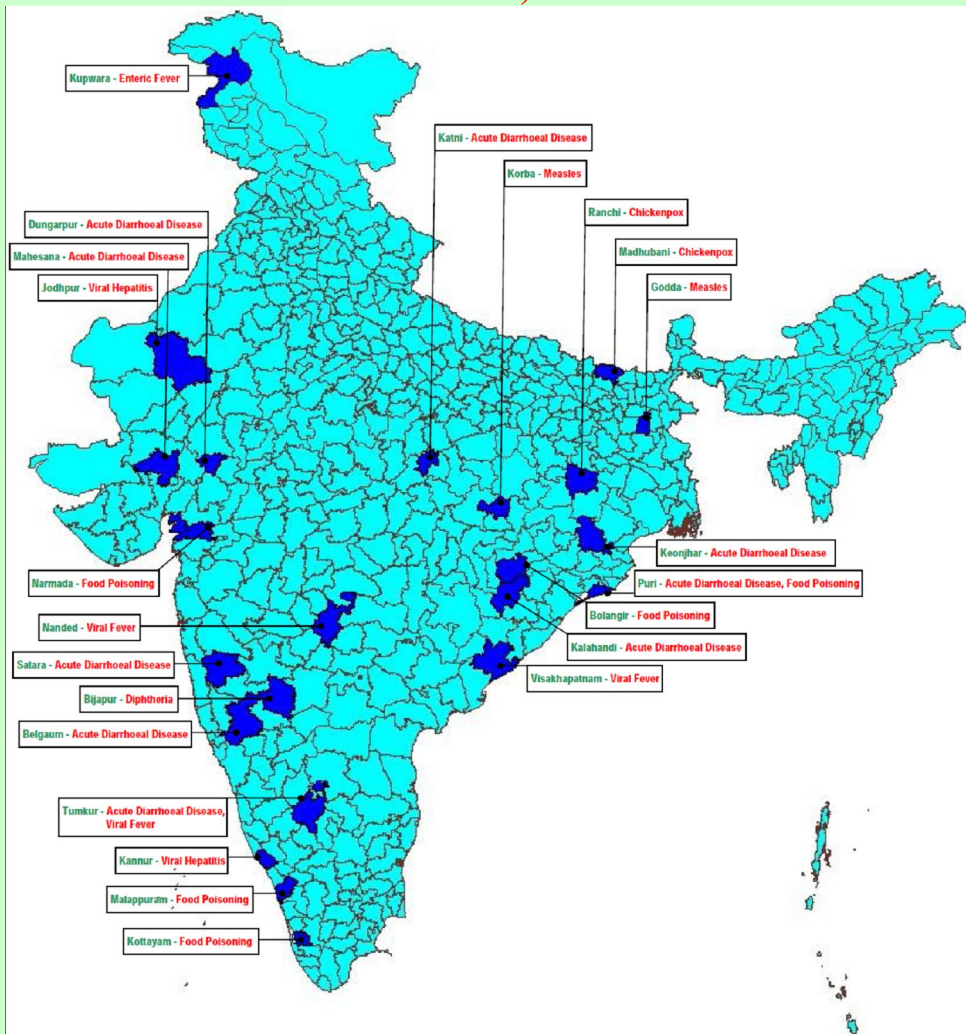 Kupwara - Enteric Fever
Katni - Acute Diarrhoeal Disease
Korba - Measles
Ranchi - Chickenpox
Dungarpur - Acute Diarrhoeal Disease
Madhubani - Chickenpox
Mahesana - Acute Diarrhoeal Disease
Jodhpur - Viral Hepatitis
Godda - Measles
Keonjhar - Acute Diarrhoeal Disease
Narmada - Food Poisoning
Puri - Acute Diarrhoeal Disease, Food Poisoning
Bolangir - Food Poisoning
Nanded - Viral Fever
Kalahandi - Acute Diarrhoeal Disease
Satara - Acute Diarrhoeal Disease
Visakhapatnam - Viral Fever
Bijapur - Diphtheria
Belgaum - Acute Diarrhoeal Disease
Tumkur - Acute Diarrhoeal Disease,
Viral Fever
Kannur - Viral Hepatitis
Malappuram - Food Poisoning
Kottayam - Food Poisoning